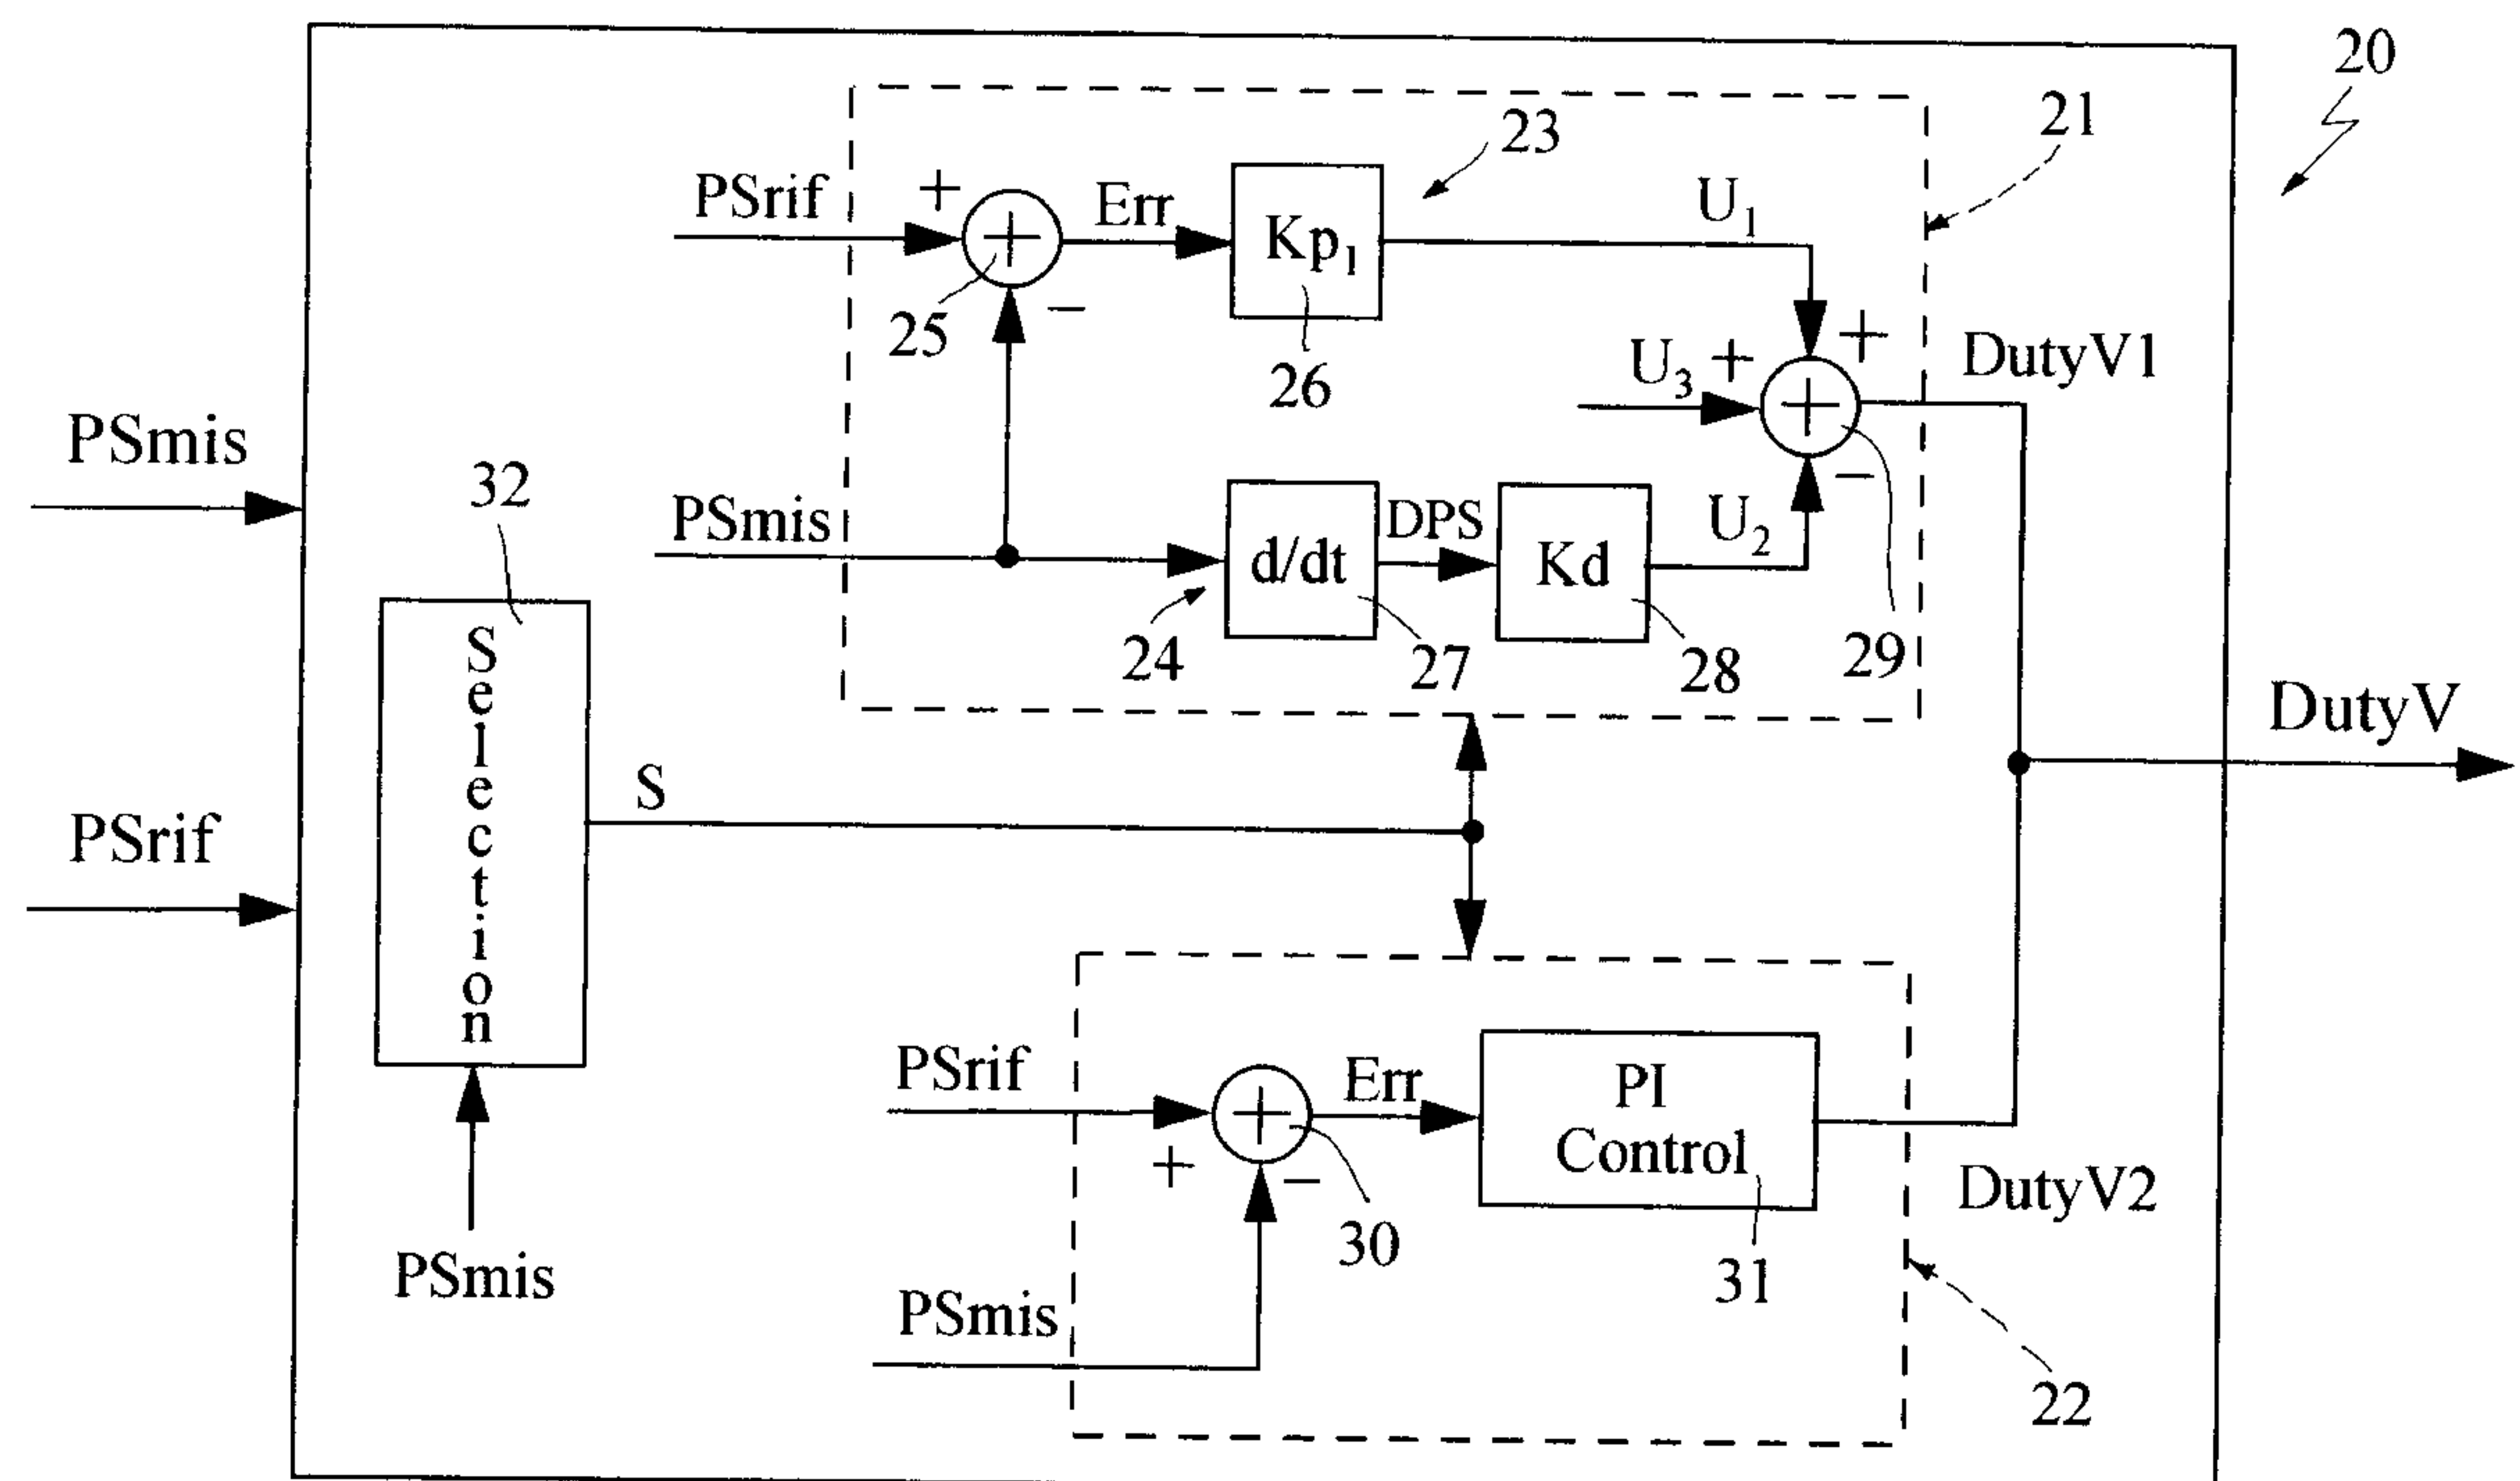 20
21
23
PSrif
+
Err
Kp1
U1
+
25
−
26
U3
+
+
DutyV1
29
PSmis
d/dt
DPS
Kd
U2
−
24
27
28
PSmis
32
Selection
S
DutyV
PSrif
PSmis
PSrif
+
Err
PI
Control
DutyV2
−
30
31
PSmis
22